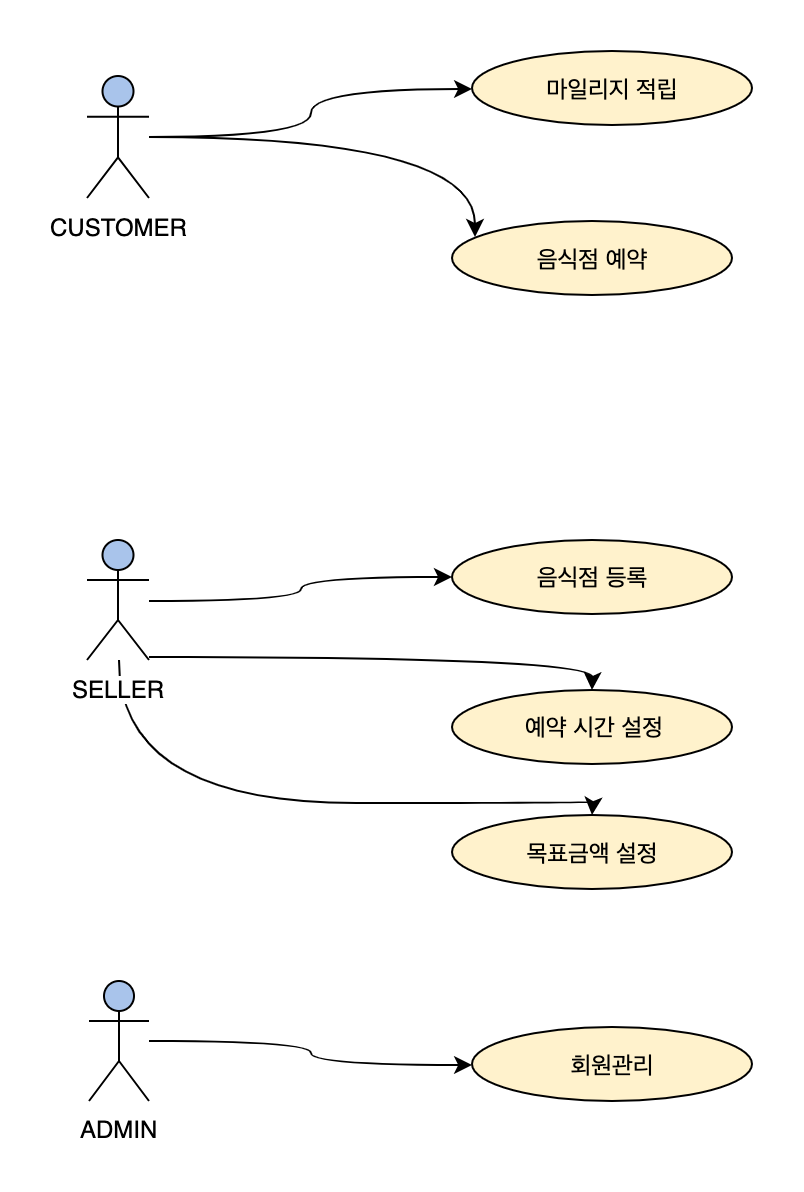 마일리지 적립
CUSTOMER
음식점 예약
음식점 등록
SELLER
예약 시간 설정
목표금액 설정
회원관리
ADMIN